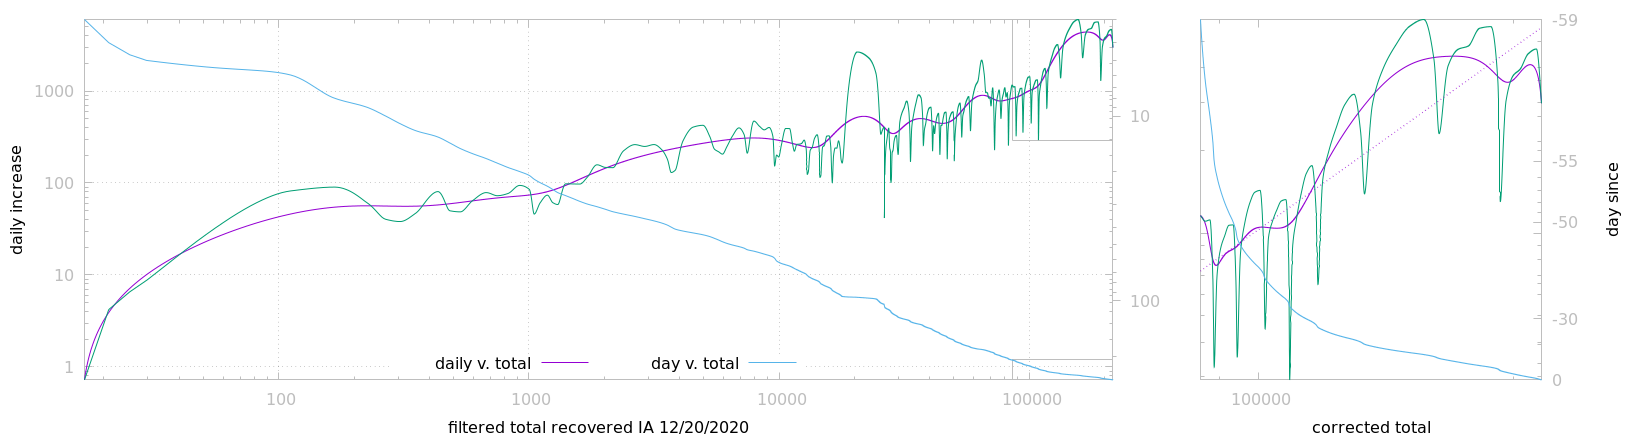 -59
1000
10
daily increase
-55
100
-50
day since
10
100
-30
1
daily v. total
day v. total
0
100
1000
10000
100000
100000
filtered total recovered IA 12/20/2020
corrected total